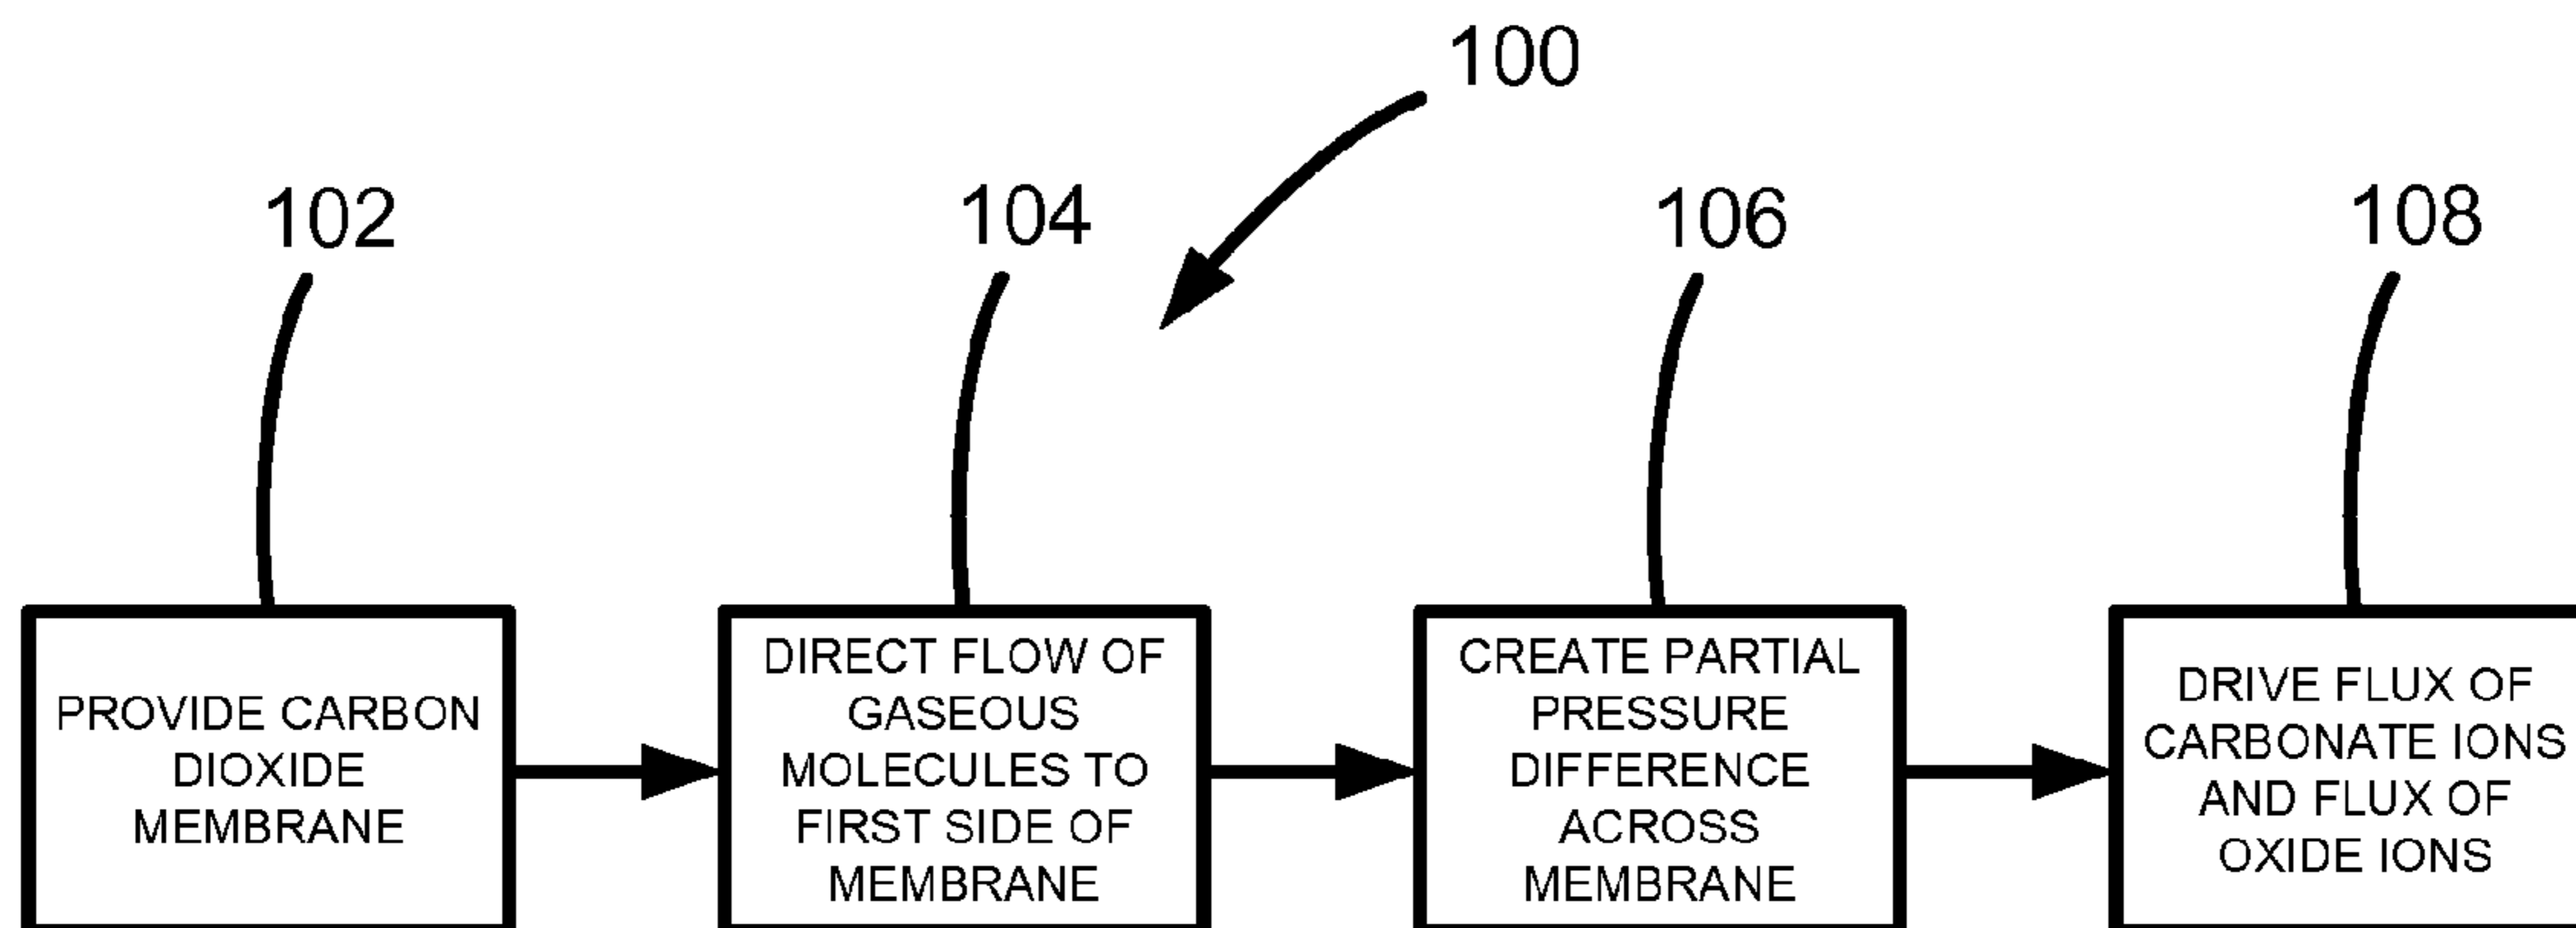 100
102
104
106
108
PROVIDE CARBON
DIOXIDE
MEMBRANE
DIRECT FLOW OF
GASEOUS
MOLECULES TO
FIRST SIDE OF
MEMBRANE
CREATE PARTIAL
PRESSURE
DIFFERENCE
ACROSS
MEMBRANE
DRIVE FLUX OF
CARBONATE IONS
AND FLUX OF
OXIDE IONS